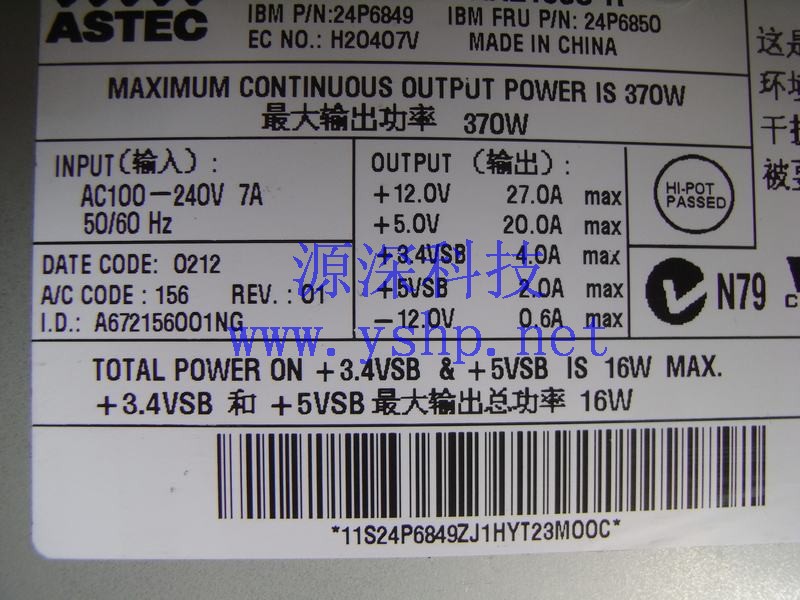 ASTEC
IBM P/N:24P6849 IBM FRU P/N: 24P6850
EC NO.: H20407V MADE IN CHINA
MAXIMUM CONTINUOUS OUTPUT POWER IS 370W
最大输出功率 370W
INPUT(输入):
AC100-240V 7A
50/60 Hz
DATE CODE: 0212
A/C CODE : 156 REV. : 01
I.D.: A672156001NG
OUTPUT (输出):
+12.0V 27.0A max
+5.0V 20.0A max
+3.4VSB 4.0A max
+5VSB 2.0A max
-12.0V 0.6A max
HI-POT
PASSED
N79
这是
干扰
源深科技
www.yshp.net
TOTAL POWER ON +3.4VSB & +5VSB IS 16W MAX.
+3.4VSB 和 +5VSB 最大输出总功率 16W
*11S24P6849ZJ1HYT23M00C*